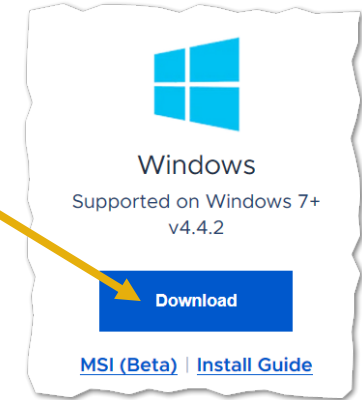 Windows
Supported on Windows 7+
v4.4.2
Download
MSI (Beta) | Install Guide